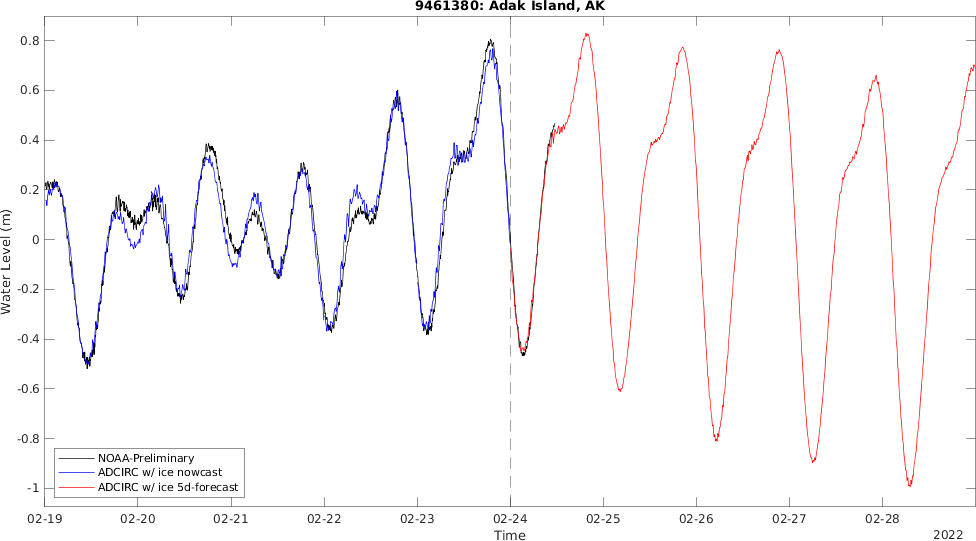 9461380: Adak Island, AK
Water Level (m)
0.8
0.6
0.4
0.2
0
-0.2
-0.4
-0.6
-0.8
-1
NOAA-Preliminary
ADCIRC w/ ice nowcast
ADCIRC w/ ice 5d-forecast
02-19 02-20 02-21 02-22 02-23 02-24 02-25 02-26 02-27 02-28
Time
2022